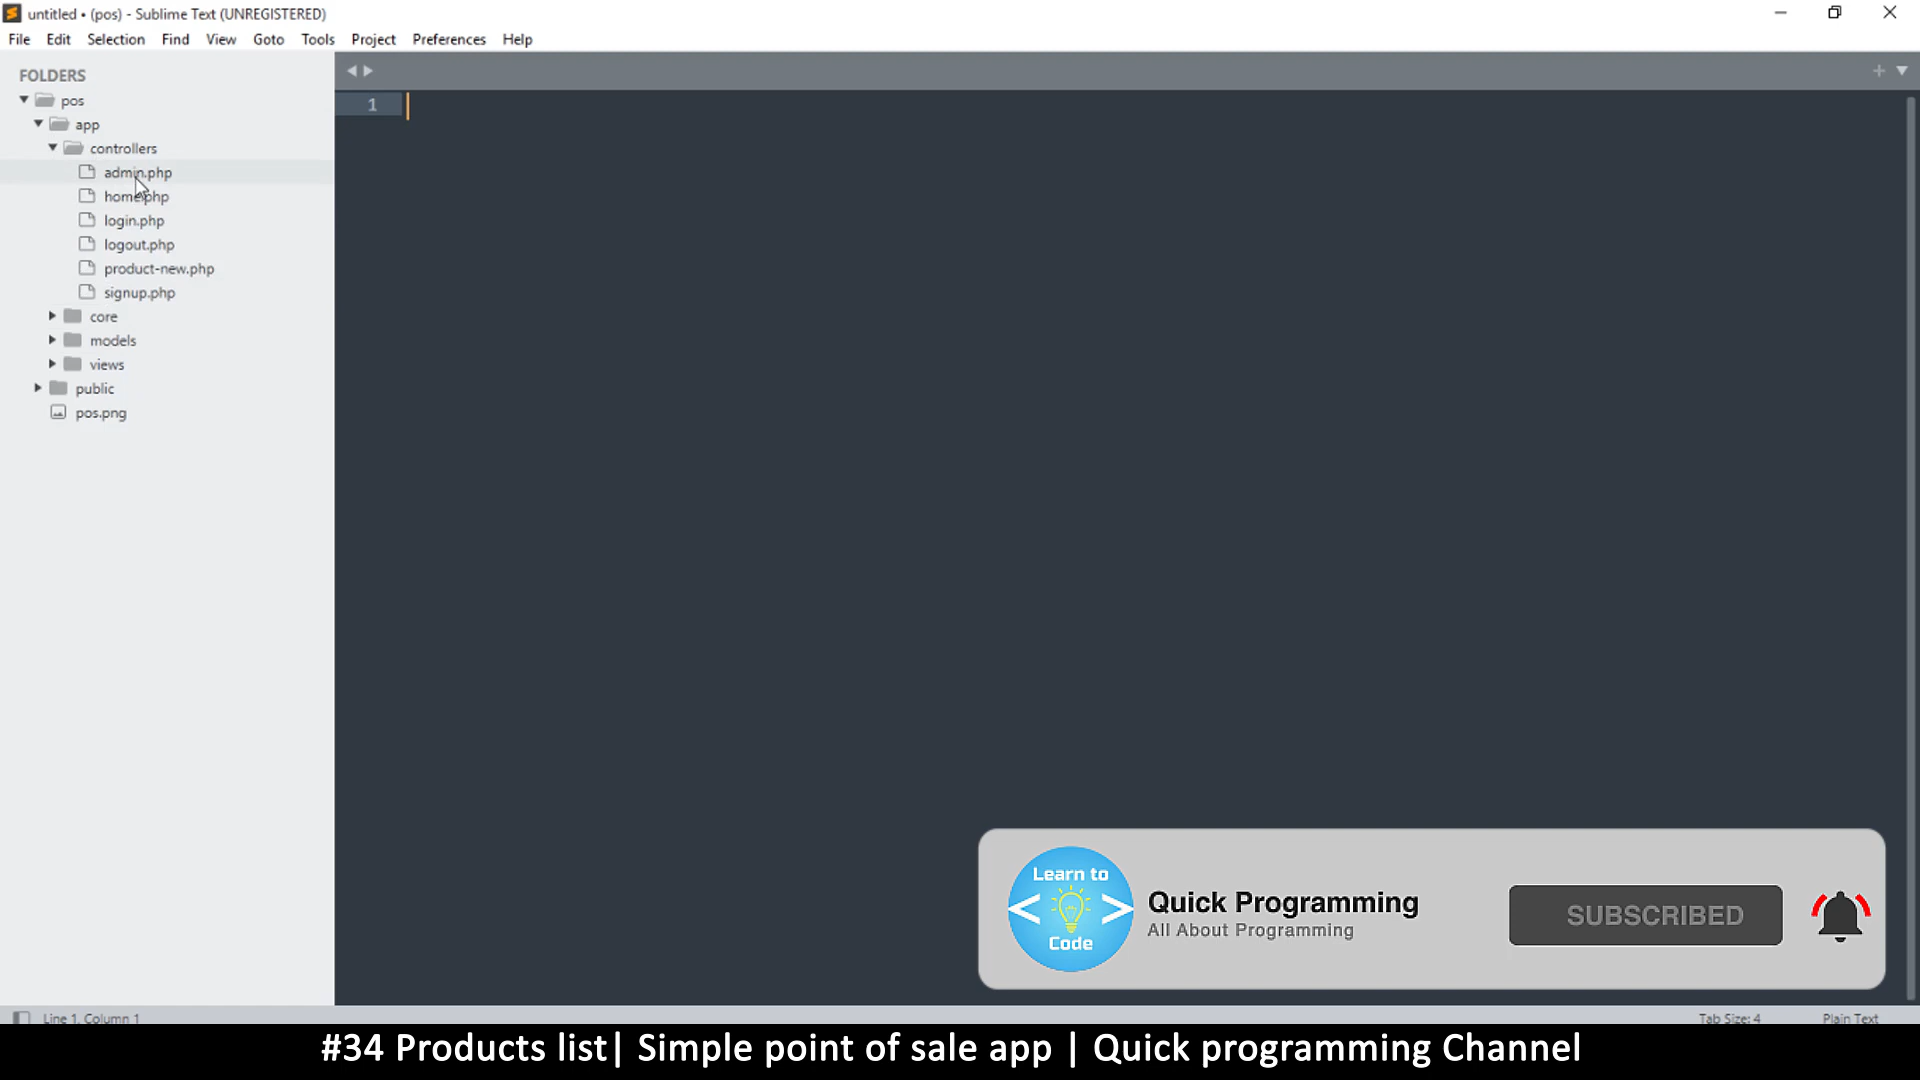 untitled • (pos) - Sublime Text (UNREGISTERED)
File Edit Selection Find View Goto Tools Project Preferences Help
FOLDERS
pos
app
controllers
admin.php
home.php
login.php
logout.php
product-new.php
signup.php
core
models
views
public
pos.png
1
Learn to
< >
Code
Quick Programming
All About Programming
SUBSCRIBED
Line 1, Column 1
Tab Size: 4
Plain Text
#34 Products list| Simple point of sale app | Quick programming Channel